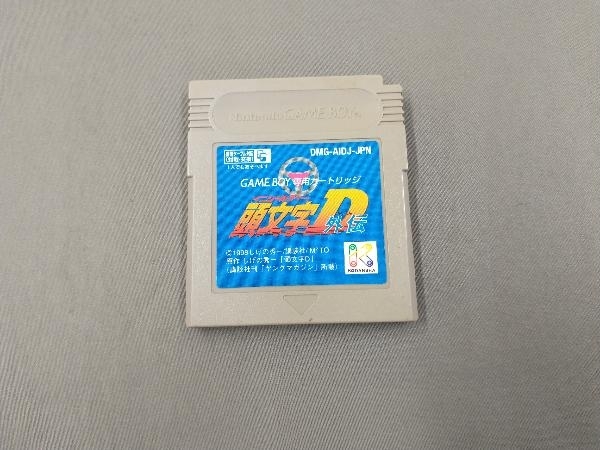 Nintendo GAME BOY
DMG-AIDJ-JPN
GAME BOY 専用カートリッジ
頭文字D外伝
©1998しげの秀一/講談社/M/TO
原作 しげの秀一「頭文字D」
(講談社刊「ヤングマガジン」所載)
KODANSHA